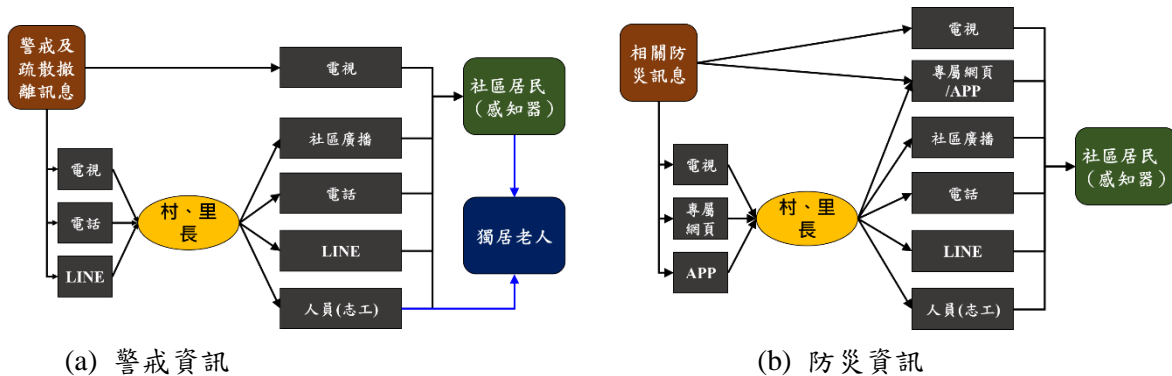 警戒及
疏散撤
離訊息
電視
電話
LINE
村、里
長
電視
社區廣播
電話
LINE
人員(志工)
社區居民
（感知器）
獨居老人
(a) 警戒資訊
相關防
災訊息
電視
專屬
網頁
APP
村、里
長
電視
專屬網頁
/APP
社區廣播
電話
LINE
人員(志工)
社區居民
（感知器）
(b) 防災資訊